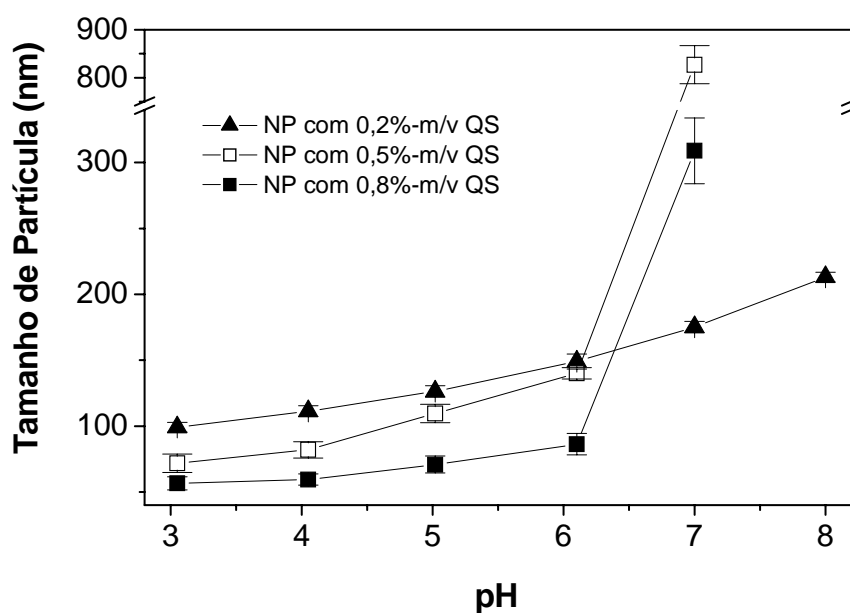 900
800
300
200
100
Tamanho de Partícula (nm)
NP com 0,2%-m/v QS
NP com 0,5%-m/v QS
NP com 0,8%-m/v QS
3 4 5 6 7 8
pH